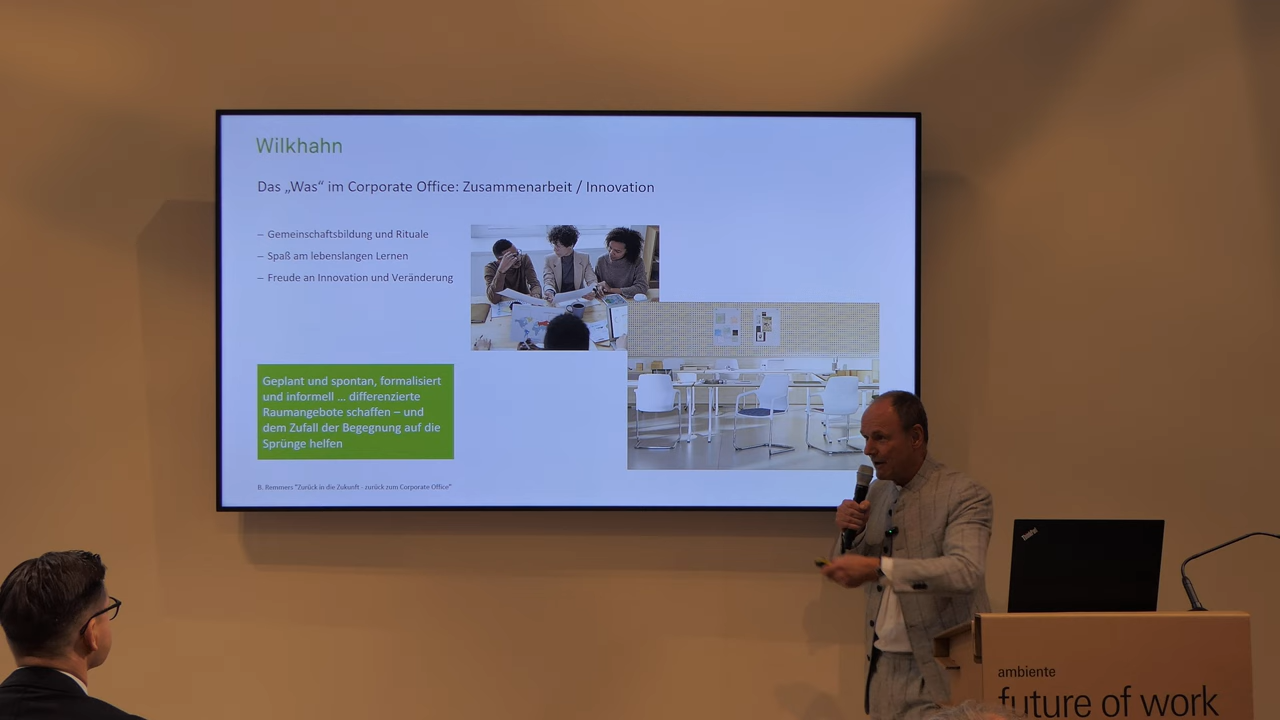 Wilkhahn
Das „Was“ im Corporate Office: Zusammenarbeit / Innovation
– Gemeinschaftsbildung und Rituale
– Spaß am lebenslangen Lernen
– Freude an Innovation und Veränderung
Geplant und spontan, formalisiert
und informell ... differenzierte
Raumangebote schaffen – und
dem Zufall der Begegnung auf die
Sprünge helfen
B. Remmers "Zurück in die Zukunft - zurück zum Corporate Office"
ThinkPad
ambiente
future of work